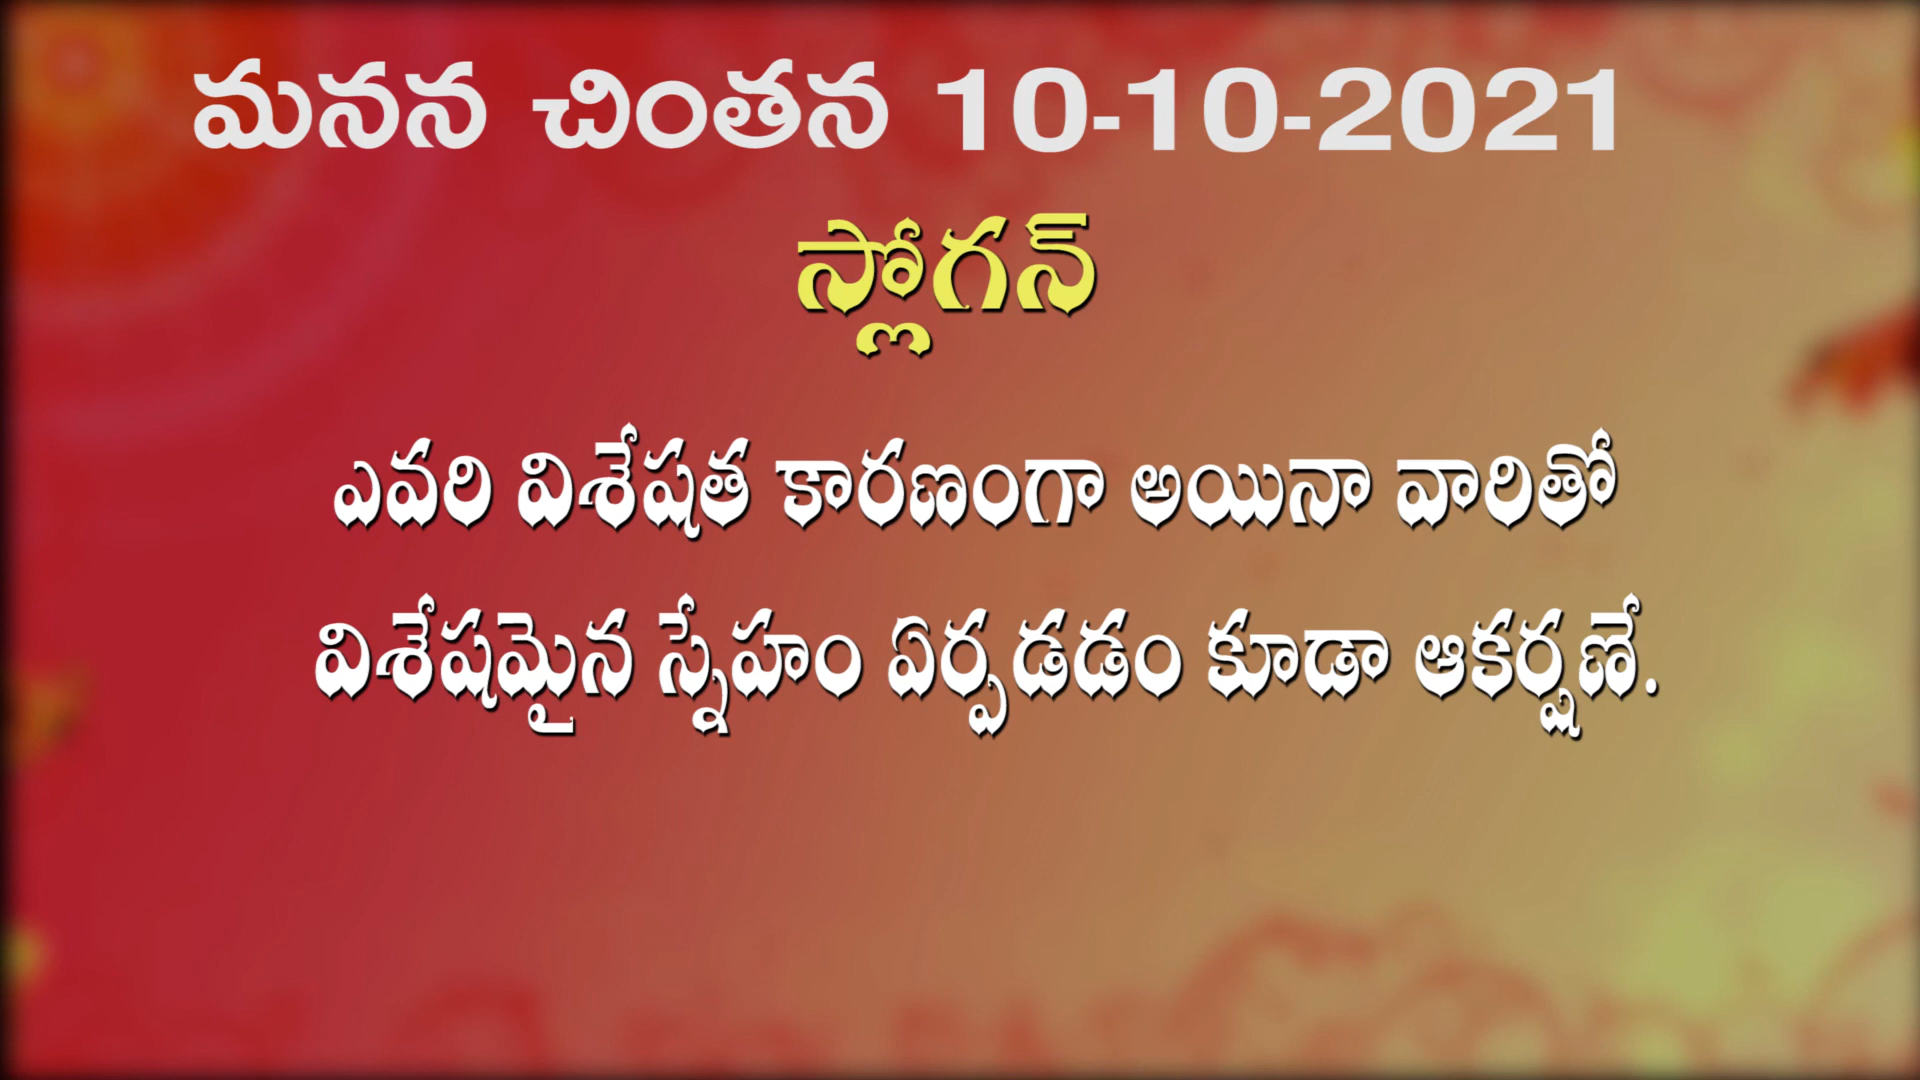 మనన చింతన 10-10-2021
స్లోగన్
ఎవరి విశేషత కారణంగా అయినా వారితో
విశేషమైన స్నేహం ఏర్పడడం కూడా ఆకర్షణే.